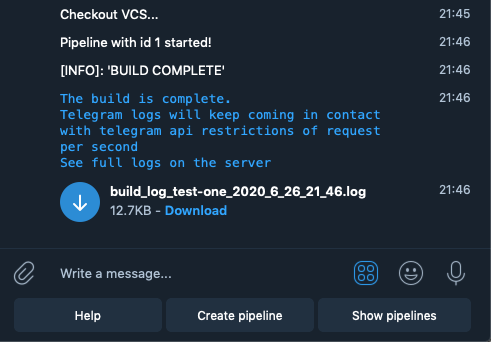 Checkout VCS... 21:45
Pipeline with id 1 started! 21:46
[INFO]: 'BUILD COMPLETE' 21:46
The build is complete. 21:46
Telegram logs will keep coming in contact
with telegram api restrictions of request
per second
See full logs on the server
build_log_test-one_2020_6_26_21_46.log 21:46
12.7KB - Download
Write a message...
Help Create pipeline Show pipelines